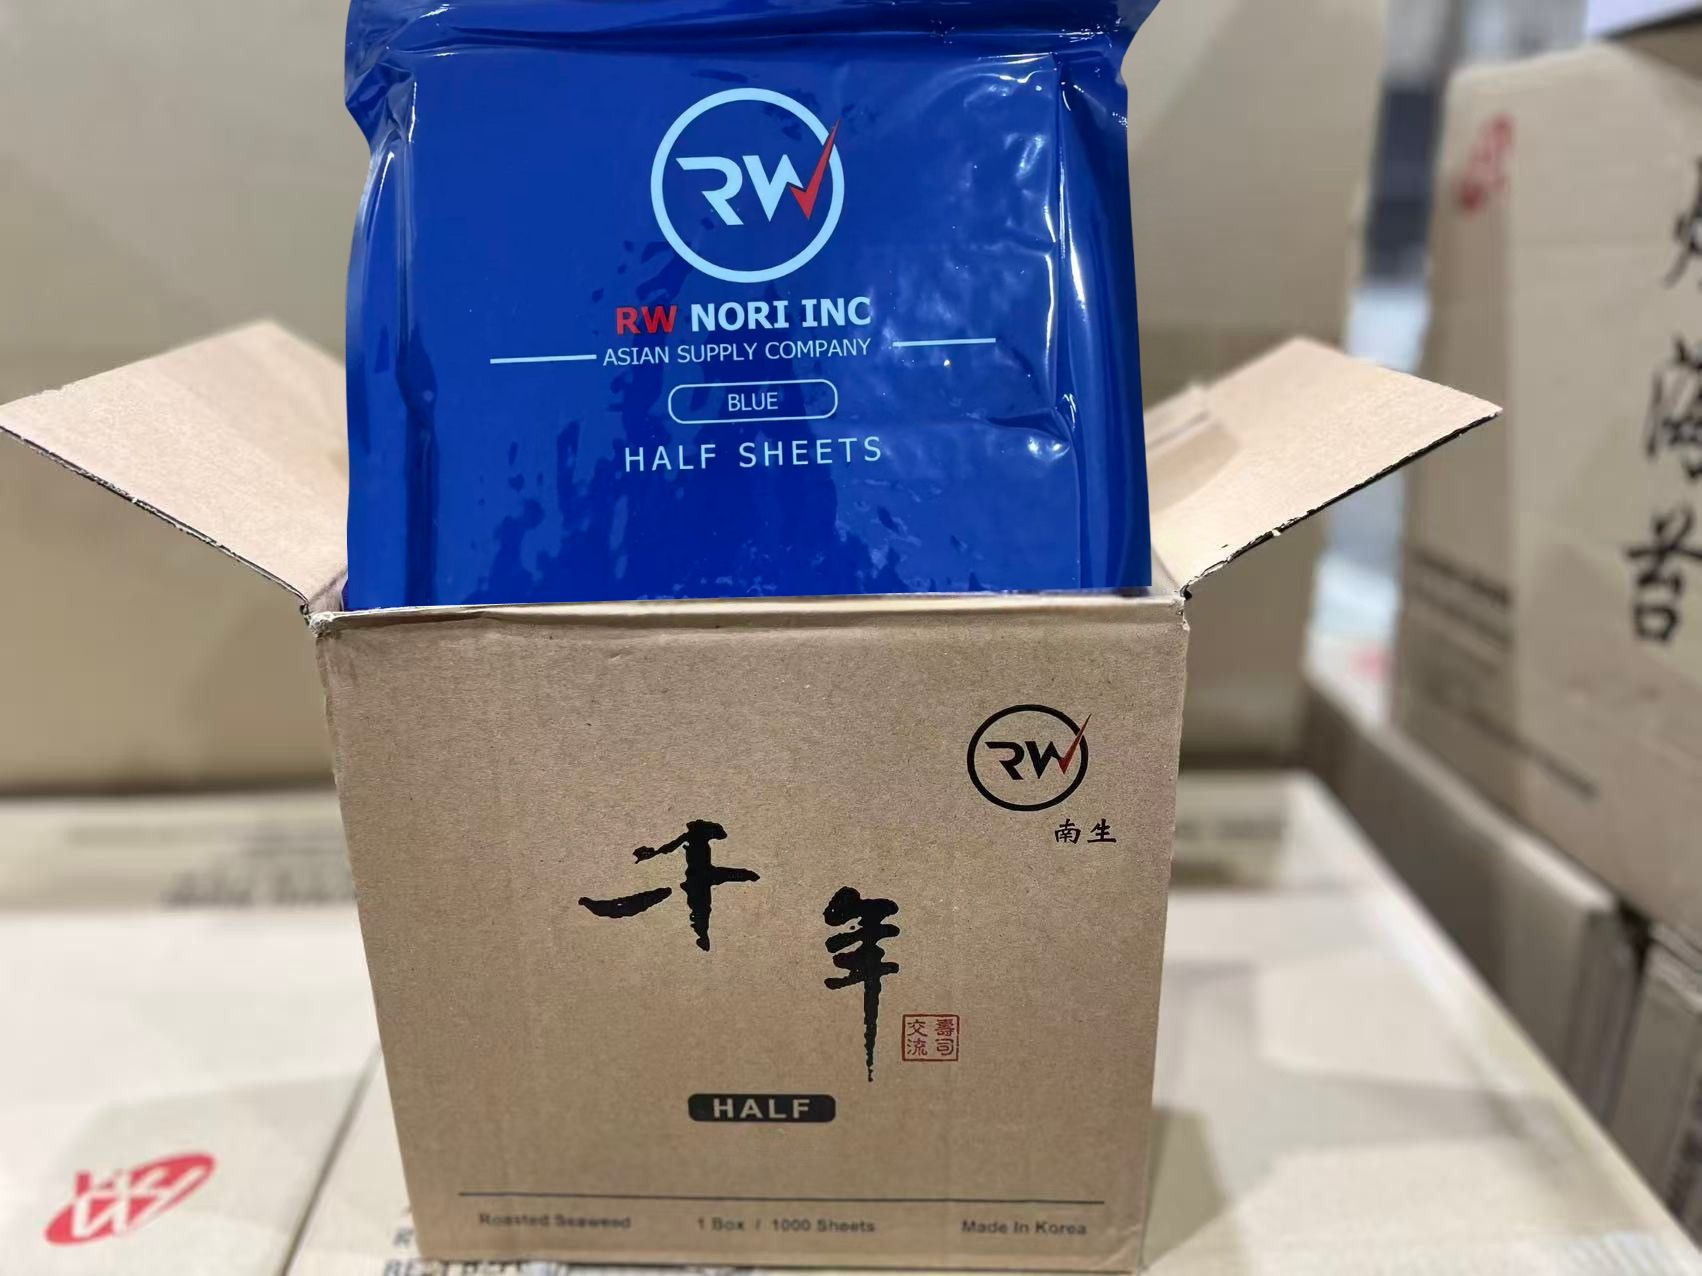 RW
RW NORI INC
ASIAN SUPPLY COMPANY
BLUE
HALF SHEETS
RW
南生
千年
壽司
交流
HALF
Roasted Seaweed 1 Box / 1000 Sheets Made In Korea